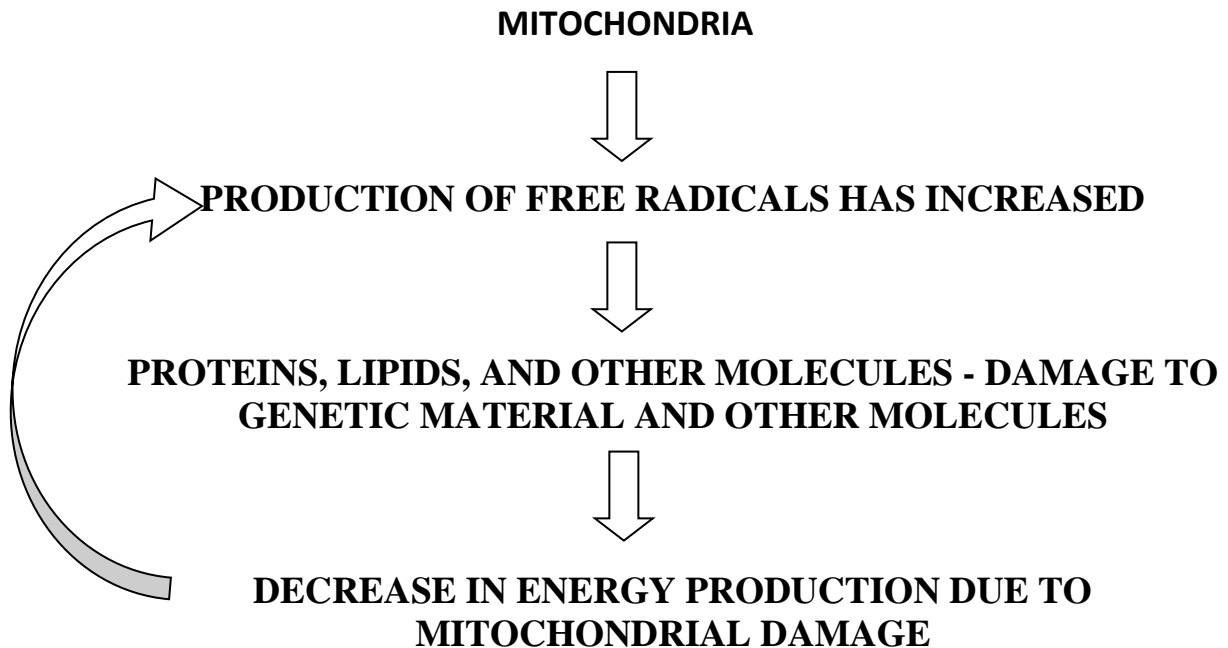 MITOCHONDRIA
PRODUCTION OF FREE RADICALS HAS INCREASED
PROTEINS, LIPIDS, AND OTHER MOLECULES - DAMAGE TO
GENETIC MATERIAL AND OTHER MOLECULES
DECREASE IN ENERGY PRODUCTION DUE TO
MITOCHONDRIAL DAMAGE